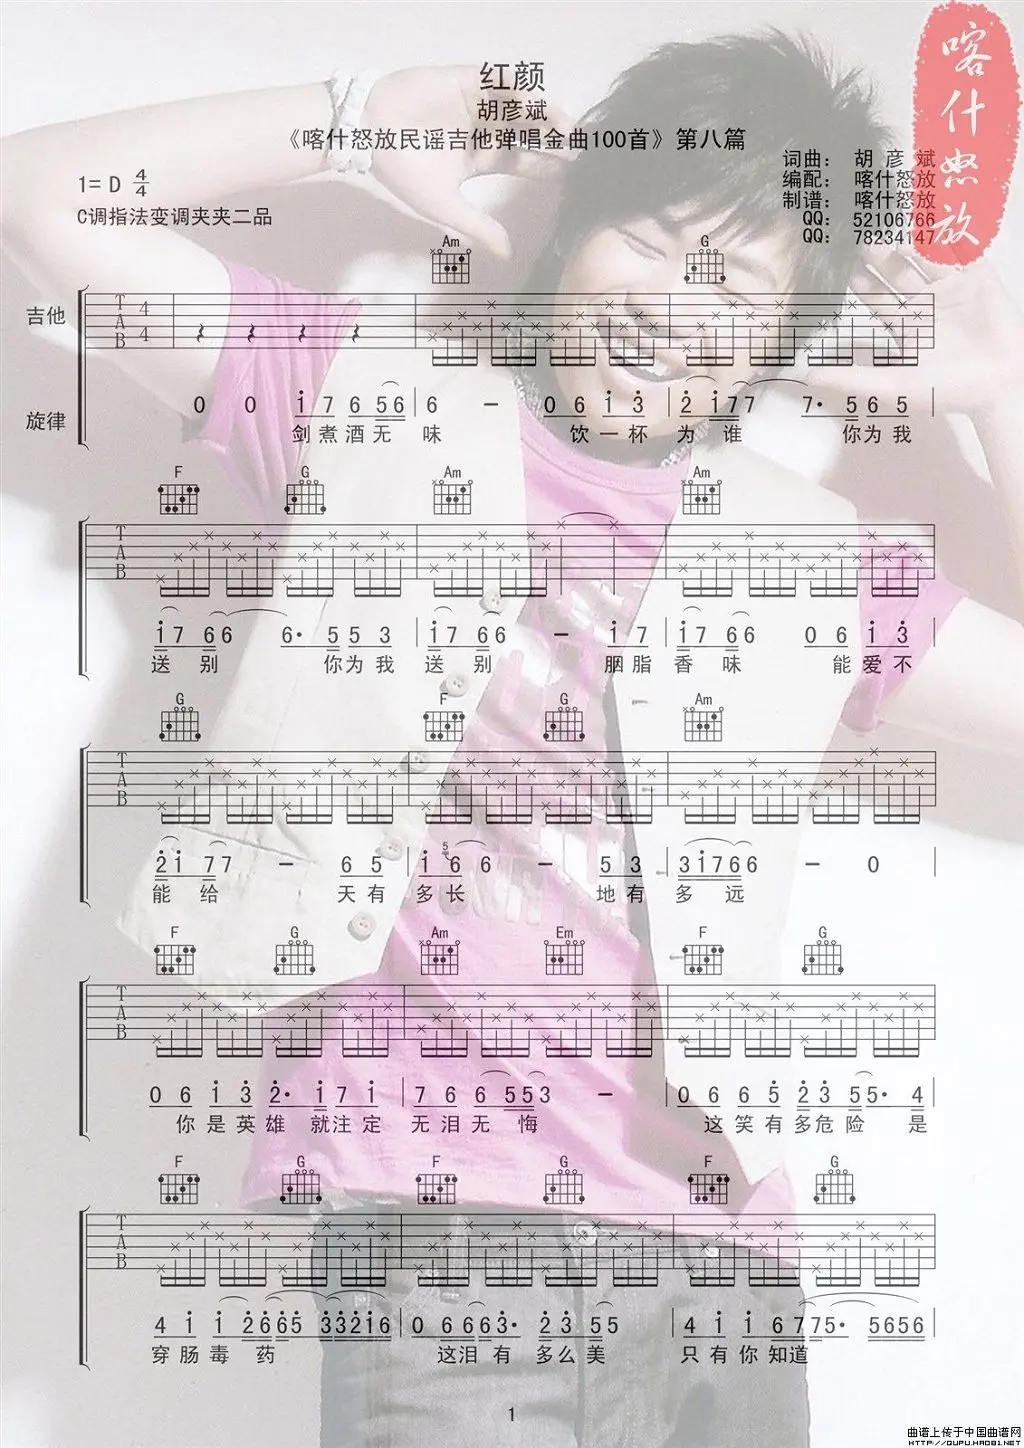 红颜
胡彦斌
《喀什怒放民谣吉他弹唱金曲100首》第八篇
喀什怒放
1=D 4/4
C调指法变调夹夹二品
词曲： 胡彦斌
编配： 喀什怒放
制谱： 喀什怒放
QQ： 52106766
QQ： 78234147
Am G
吉他 T A B 4 4
旋律 0 0 i 7 6 5 6 | 6 - 0 6 i 3 | 2 i 7 7 7· 5 6 5 |
剑煮酒无 味 饮一杯 为 谁 你为我
F G Am Am
T A B
i 7 6 6 6· 5 5 3 | i 7 6 6 - i 7 | i 7 6 6 0 6 i 3 |
送 别 你为我 送 别 胭脂 香 味 能爱不
G F G Am
T A B
2 i 7 7 - 6 5 | i 5 6 6 - 5 3 | 3 i 7 6 6 - 0 |
能 给 天有 多长 地有 多 远
F G Am Em F G
T A B
0 6 i 3 2· i 7 i | 7 6 6 5 5 3 - | 0 6 6 5 2 3 5 5· 4 |
你是英雄 就注定 无泪无 悔 这笑有多危险 是
F G F G F G
T A B
4 i i 2 6 6 5 3 3 2 1 6 | 0 6 6 6 3· 2 3 5 5 | 4 i i 6 7 7 5· 5 6 5 6 |
穿肠毒 药 这泪有 多么美 只有你知道
1
曲谱上传于中国曲谱网
HTTP://QUPU.HAO81.NET